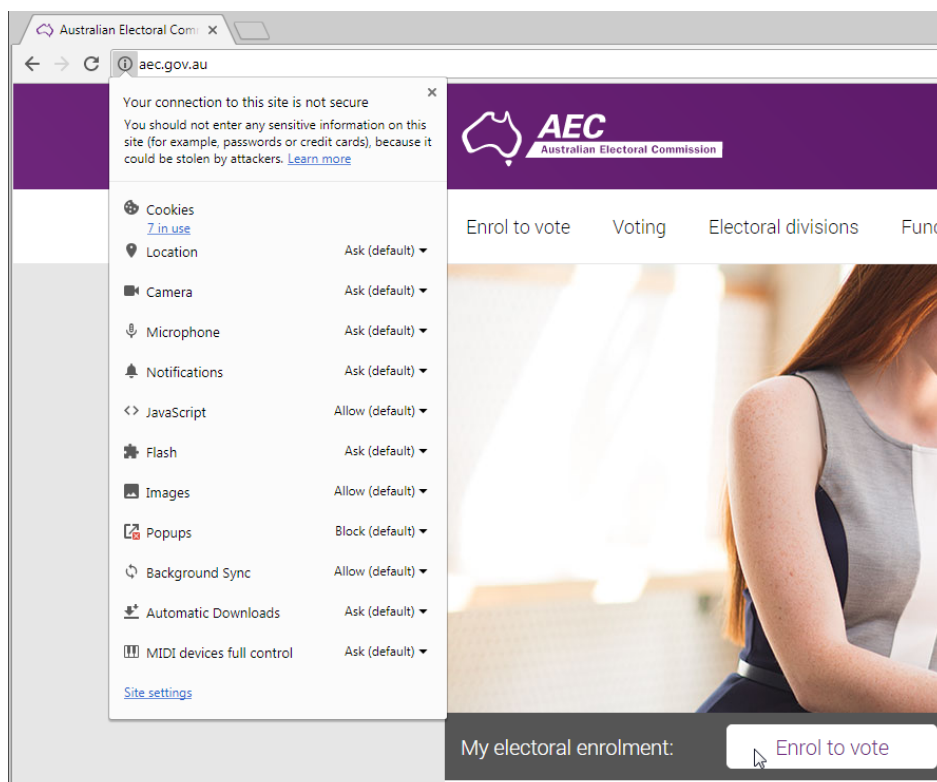 Australian Electoral Com
aec.gov.au
Your connection to this site is not secure
You should not enter any sensitive information on this
site (for example, passwords or credit cards), because it
could be stolen by attackers. Learn more
Cookies
7 in use
Location Ask (default)
Camera Ask (default)
Microphone Ask (default)
Notifications Ask (default)
JavaScript Allow (default)
Flash Ask (default)
Images Allow (default)
Popups Block (default)
Background Sync Allow (default)
Automatic Downloads Ask (default)
MIDI devices full control Ask (default)
Site settings
AEC
Australian Electoral Commission
Enrol to vote Voting Electoral divisions Fund
My electoral enrolment: Enrol to vote